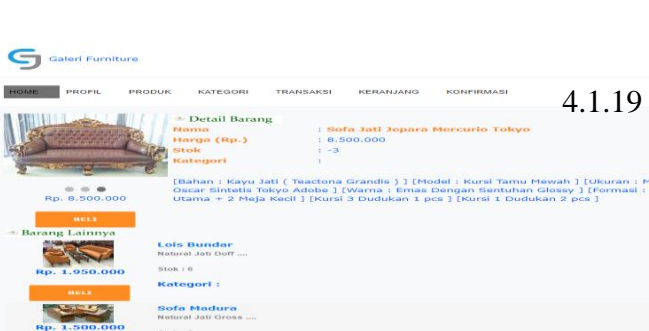 Galeri Furniture
HOME PROFIL PRODUK KATEGORI TRANSAKSI KERANJANG KONFIRMASI
4.1.19
Detail Barang
Nama : Sofa Jati Jepara Mercurio Tokyo
Harga (Rp.) : 8.500.000
Stok : -3
Kategori :
[Bahan : Kayu Jati ( Teactona Grandis ) ] [Model : Kursi Tamu Mewah ] [Ukuran : M
Oscar Sintetis Tokyo Adobe ] [Warna : Emas Dengan Sentuhan Glossy ] [Formasi :
Utama + 2 Meja Kecil ] [Kursi 3 Dudukan 1 pcs ] [Kursi 1 Dudukan 2 pcs ]
Rp. 8.500.000
BELI
Barang Lainnya
Lois Bundar
Natural Jati Doff ....
Stok : 8
Rp. 1.950.000
Kategori :
BELI
Sofa Madura
Natural Jati Gross ....
Rp. 1.500.000